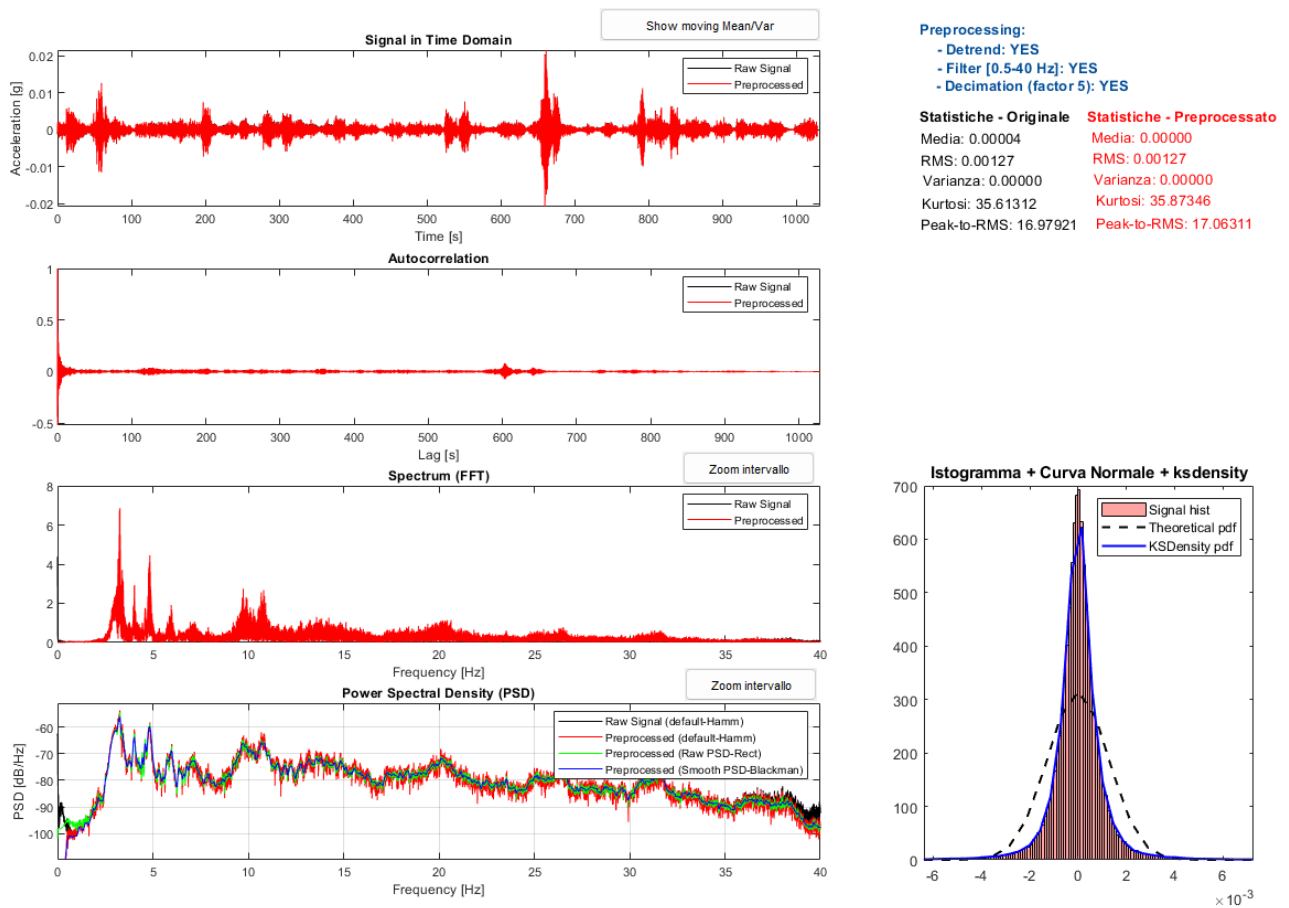 Show moving Mean/Var
Signal in Time Domain
Raw Signal
Preprocessed
Acceleration [g]
0.02
0.01
0
-0.01
-0.02
0 100 200 300 400 500 600 700 800 900 1000
Time [s]
Autocorrelation
Raw Signal
Preprocessed
1
0.5
0
-0.5
0 100 200 300 400 500 600 700 800 900 1000
Lag [s]
Zoom intervallo
Spectrum (FFT)
Raw Signal
Preprocessed
8
6
4
2
0
0 5 10 15 20 25 30 35 40
Frequency [Hz]
Zoom intervallo
Power Spectral Density (PSD)
Raw Signal (default-Hamm)
Preprocessed (default-Hamm)
Preprocessed (Raw PSD-Rect)
Preprocessed (Smooth PSD-Blackman)
PSD [dB/Hz]
-60
-70
-80
-90
-100
0 5 10 15 20 25 30 35 40
Frequency [Hz]
Preprocessing:
- Detrend: YES
- Filter [0.5-40 Hz]: YES
- Decimation (factor 5): YES
Statistiche - Originale
Media: 0.00004
RMS: 0.00127
Varianza: 0.00000
Kurtosi: 35.61312
Peak-to-RMS: 16.97921
Statistiche - Preprocessato
Media: 0.00000
RMS: 0.00127
Varianza: 0.00000
Kurtosi: 35.87346
Peak-to-RMS: 17.06311
Istogramma + Curva Normale + ksdensity
Signal hist
Theoretical pdf
KSDensity pdf
700
600
500
400
300
200
100
0
-6 -4 -2 0 2 4 6
× 10-3